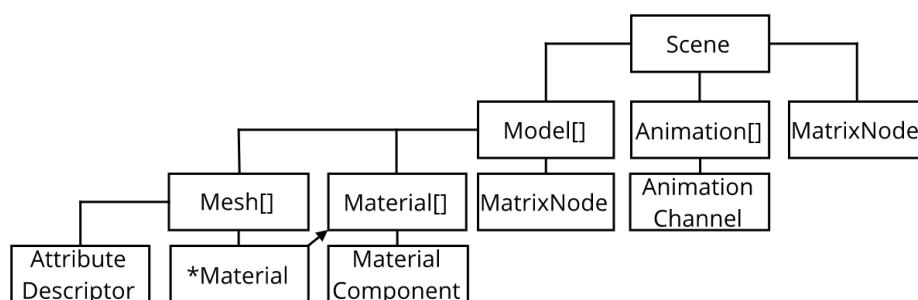 Scene
Model[]
Animation[]
MatrixNode
Mesh[]
Material[]
MatrixNode
Animation
Channel
Attribute
Descriptor
*Material
Material
Component